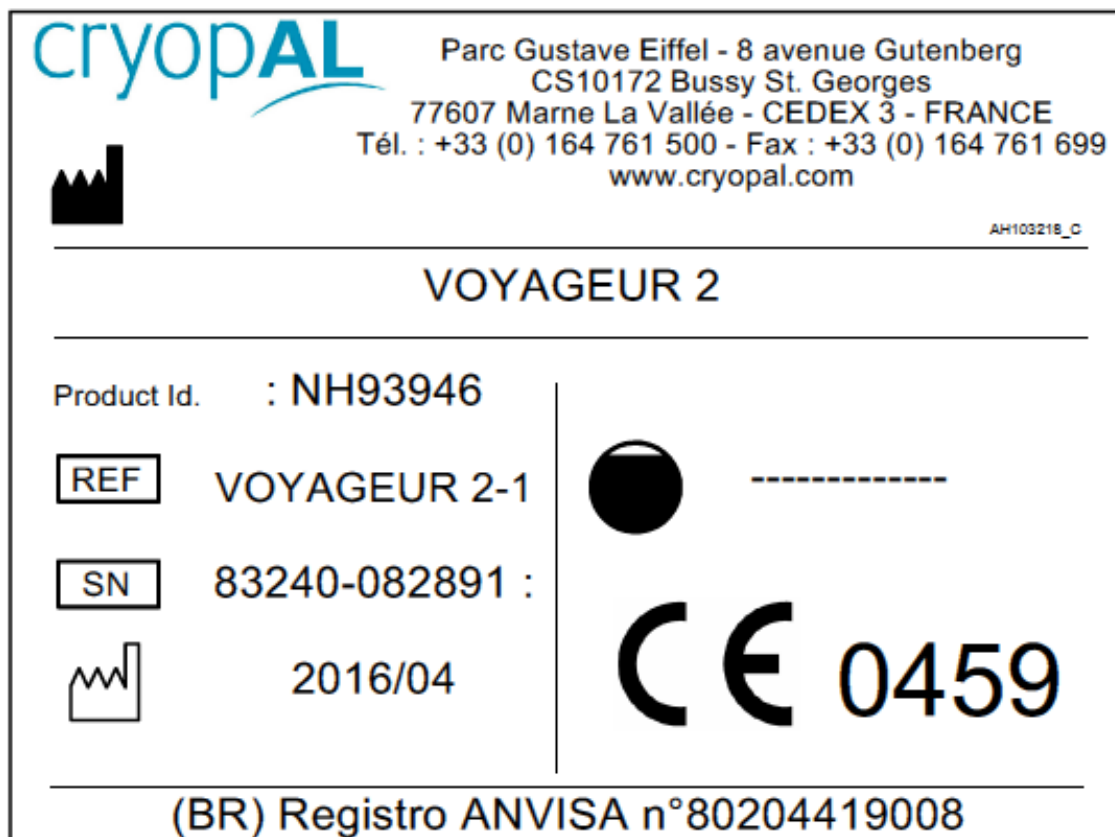 cryopAL
Parc Gustave Eiffel - 8 avenue Gutenberg
CS10172 Bussy St. Georges
77607 Marne La Vallée - CEDEX 3 - FRANCE
Tél. : +33 (0) 164 761 500 - Fax : +33 (0) 164 761 699
www.cryopal.com
AH103218_C
VOYAGEUR 2
Product Id. : NH93946
REF VOYAGEUR 2-1
-------------
SN 83240-082891 :
2016/04
CE 0459
(BR) Registro ANVISA n°80204419008